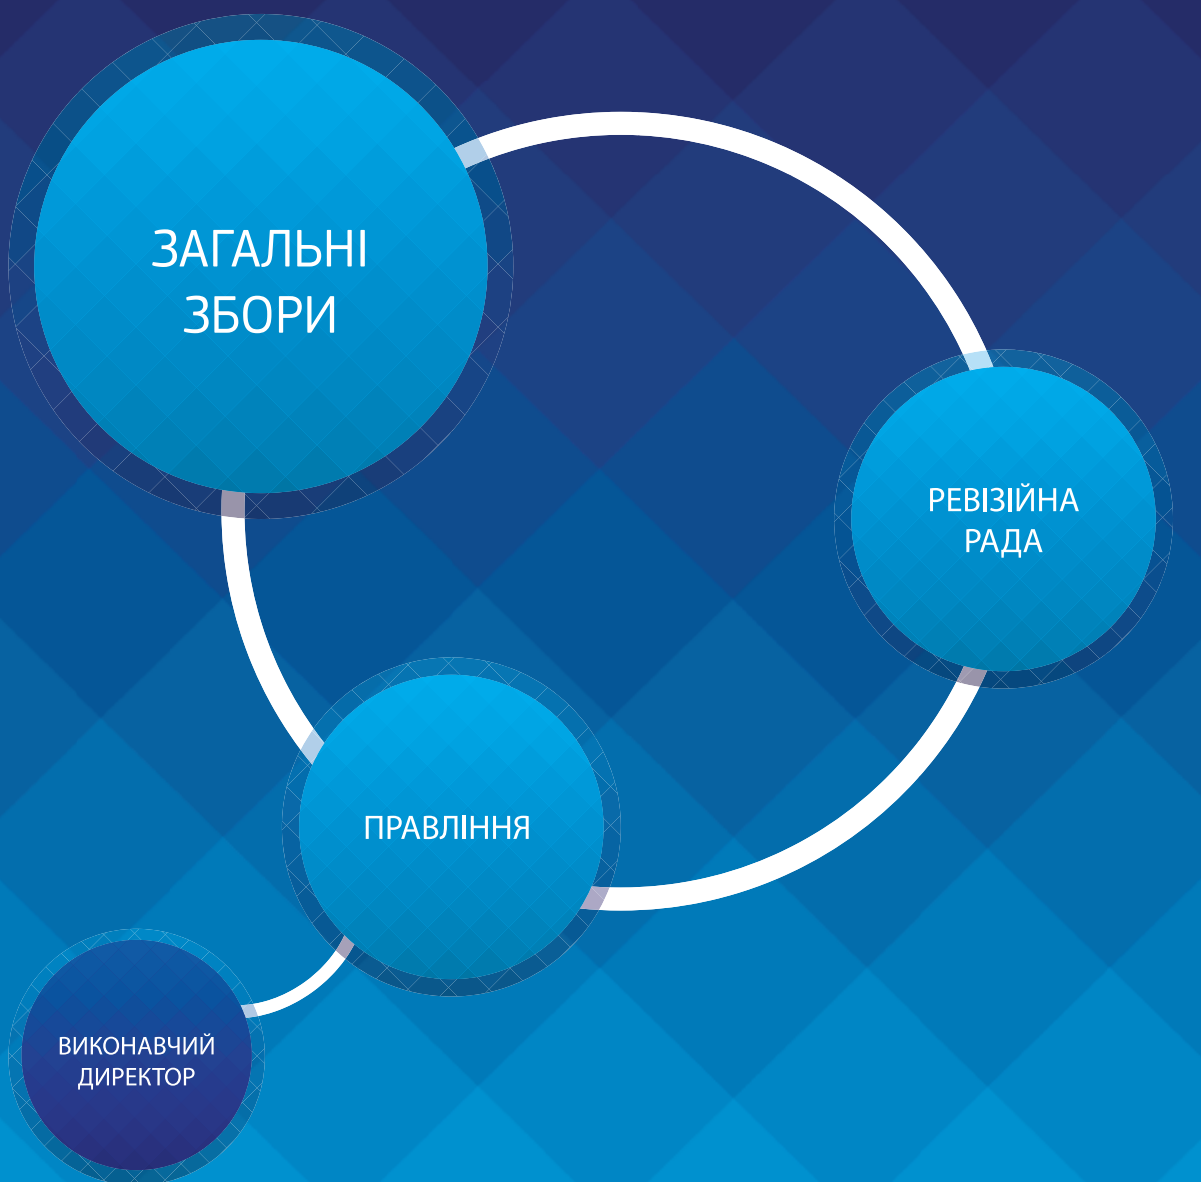 ЗАГАЛЬНІ
ЗБОРИ
РЕВІЗІЙНА
РАДА
ПРАВЛІННЯ
ВИКОНАВЧИЙ
ДИРЕКТОР